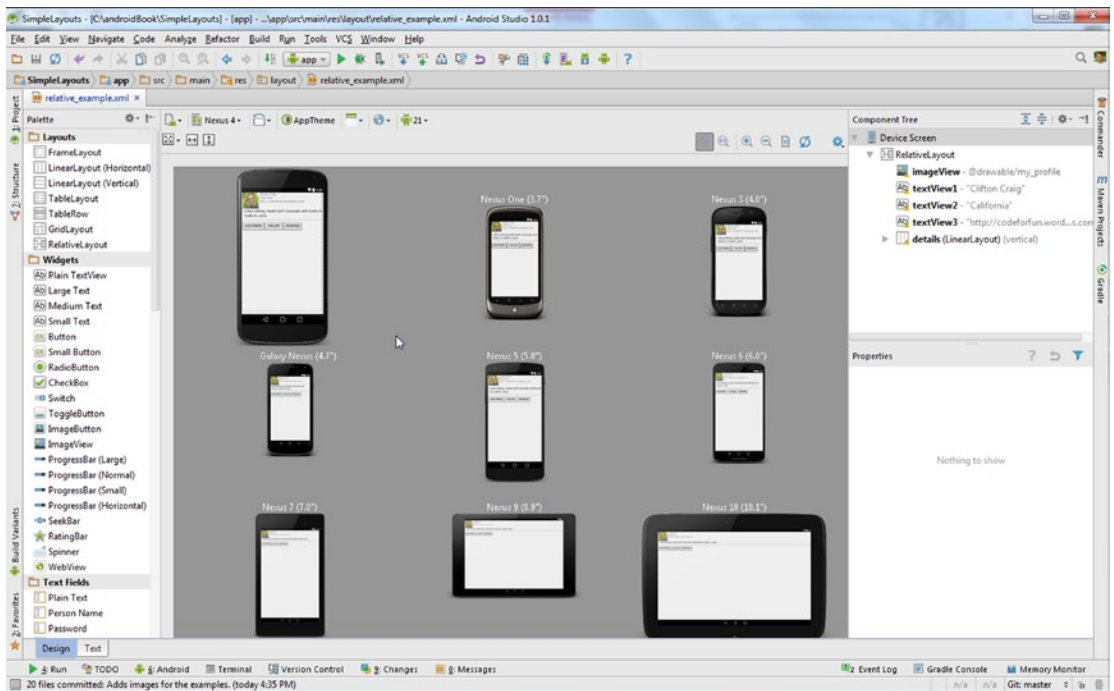 SimpleLayouts - [C:\androidBook\SimpleLayouts] - [app] - ...\app\src\main\res\layout\relative_example.xml - Android Studio 1.0.1
File Edit View Navigate Code Analyze Refactor Build Run Tools VCS Window Help
app
SimpleLayouts app src main res layout relative_example.xml
relative_example.xml
1: Project
2: Structure
Build Variants
2: Favorites
Palette
Layouts
FrameLayout
LinearLayout (Horizontal)
LinearLayout (Vertical)
TableLayout
TableRow
GridLayout
RelativeLayout
Widgets
Plain TextView
Large Text
Medium Text
Small Text
Button
Small Button
RadioButton
CheckBox
Switch
ToggleButton
ImageButton
ImageView
ProgressBar (Large)
ProgressBar (Normal)
ProgressBar (Small)
ProgressBar (Horizontal)
SeekBar
RatingBar
Spinner
WebView
Text Fields
Plain Text
Person Name
Password
Design Text
Nexus 4 AppTheme 21
Nexus One (3.7") Nexus S (4.0")
Galaxy Nexus (4.7") Nexus 5 (5.0") Nexus 6 (6.0")
Nexus 7 (7.0") Nexus 9 (8.9") Nexus 10 (10.1")
Component Tree
Device Screen
RelativeLayout
imageView - @drawable/my_profile
textView1 - "Clifton Craig"
textView2 - "California"
textView3 - "http://codeforfun.word...s.com
details (LinearLayout) (vertical)
Properties
Nothing to show
Commander
Maven Projects
Gradle
4: Run TODO 6: Android Terminal Version Control 9: Changes 0: Messages 2 Event Log Gradle Console Memory Monitor
20 files committed: Adds images for the examples. (today 4:35 PM) n/a n/a Git: master